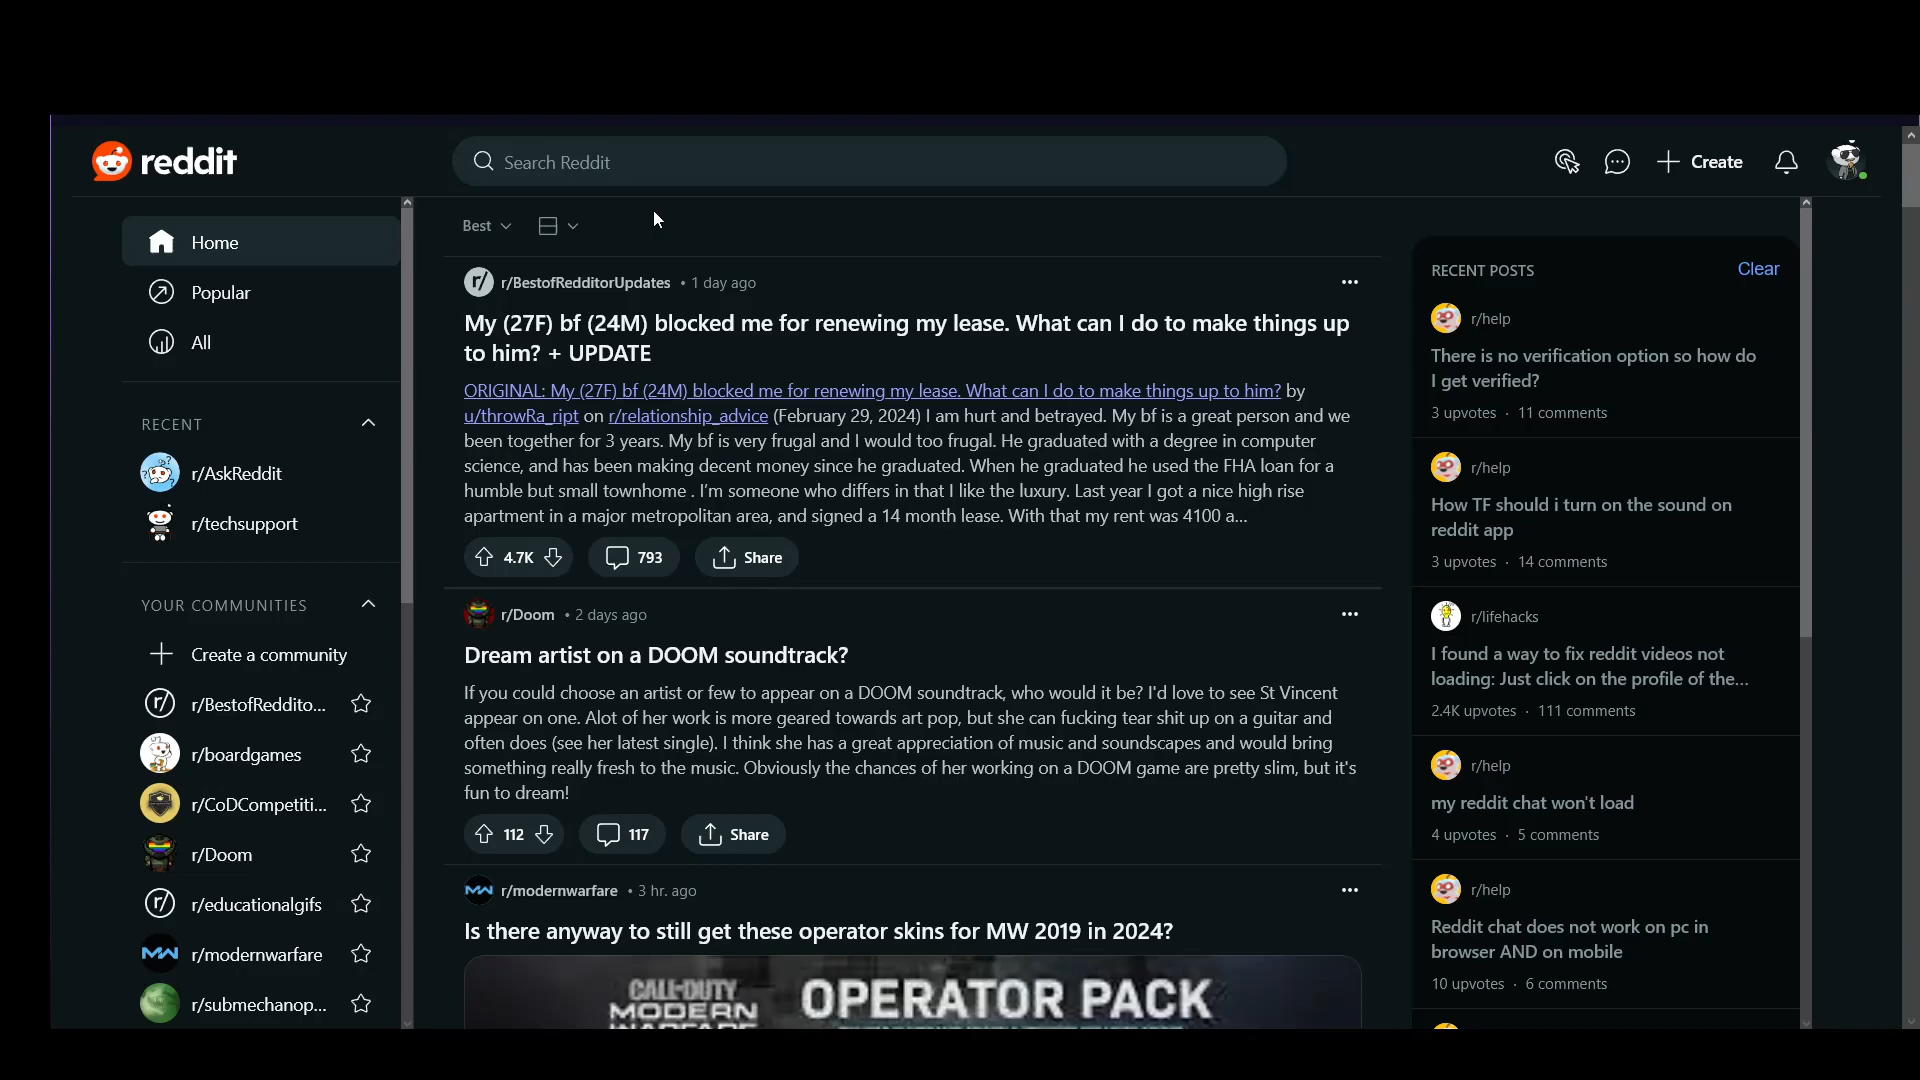 reddit
Search Reddit
Create
Home
Popular
All
RECENT
r/AskReddit
r/techsupport
YOUR COMMUNITIES
Create a community
r/BestofReddito...
r/boardgames
r/CoDCompetiti...
r/Doom
r/educationalgifs
r/modernwarfare
r/submechanop...
Best
r/BestofRedditorUpdates • 1 day ago
My (27F) bf (24M) blocked me for renewing my lease. What can I do to make things up
to him? + UPDATE
ORIGINAL: My (27F) bf (24M) blocked me for renewing my lease. What can I do to make things up to him? by
u/throwRa_ript on r/relationship_advice (February 29, 2024) I am hurt and betrayed. My bf is a great person and we
been together for 3 years. My bf is very frugal and I would too frugal. He graduated with a degree in computer
science, and has been making decent money since he graduated. When he graduated he used the FHA loan for a
humble but small townhome . I'm someone who differs in that I like the luxury. Last year I got a nice high rise
apartment in a major metropolitan area, and signed a 14 month lease. With that my rent was 4100 a...
4.7K 793 Share
r/Doom • 2 days ago
Dream artist on a DOOM soundtrack?
If you could choose an artist or few to appear on a DOOM soundtrack, who would it be? I'd love to see St Vincent
appear on one. Alot of her work is more geared towards art pop, but she can fucking tear shit up on a guitar and
often does (see her latest single). I think she has a great appreciation of music and soundscapes and would bring
something really fresh to the music. Obviously the chances of her working on a DOOM game are pretty slim, but it's
fun to dream!
112 117 Share
r/modernwarfare • 3 hr. ago
Is there anyway to still get these operator skins for MW 2019 in 2024?
CALL·DUTY
MODERN
WARFARE
OPERATOR PACK
RECENT POSTS Clear
r/help
There is no verification option so how do
I get verified?
3 upvotes · 11 comments
r/help
How TF should i turn on the sound on
reddit app
3 upvotes · 14 comments
r/lifehacks
I found a way to fix reddit videos not
loading: Just click on the profile of the...
2.4K upvotes · 111 comments
r/help
my reddit chat won't load
4 upvotes · 5 comments
r/help
Reddit chat does not work on pc in
browser AND on mobile
10 upvotes · 6 comments